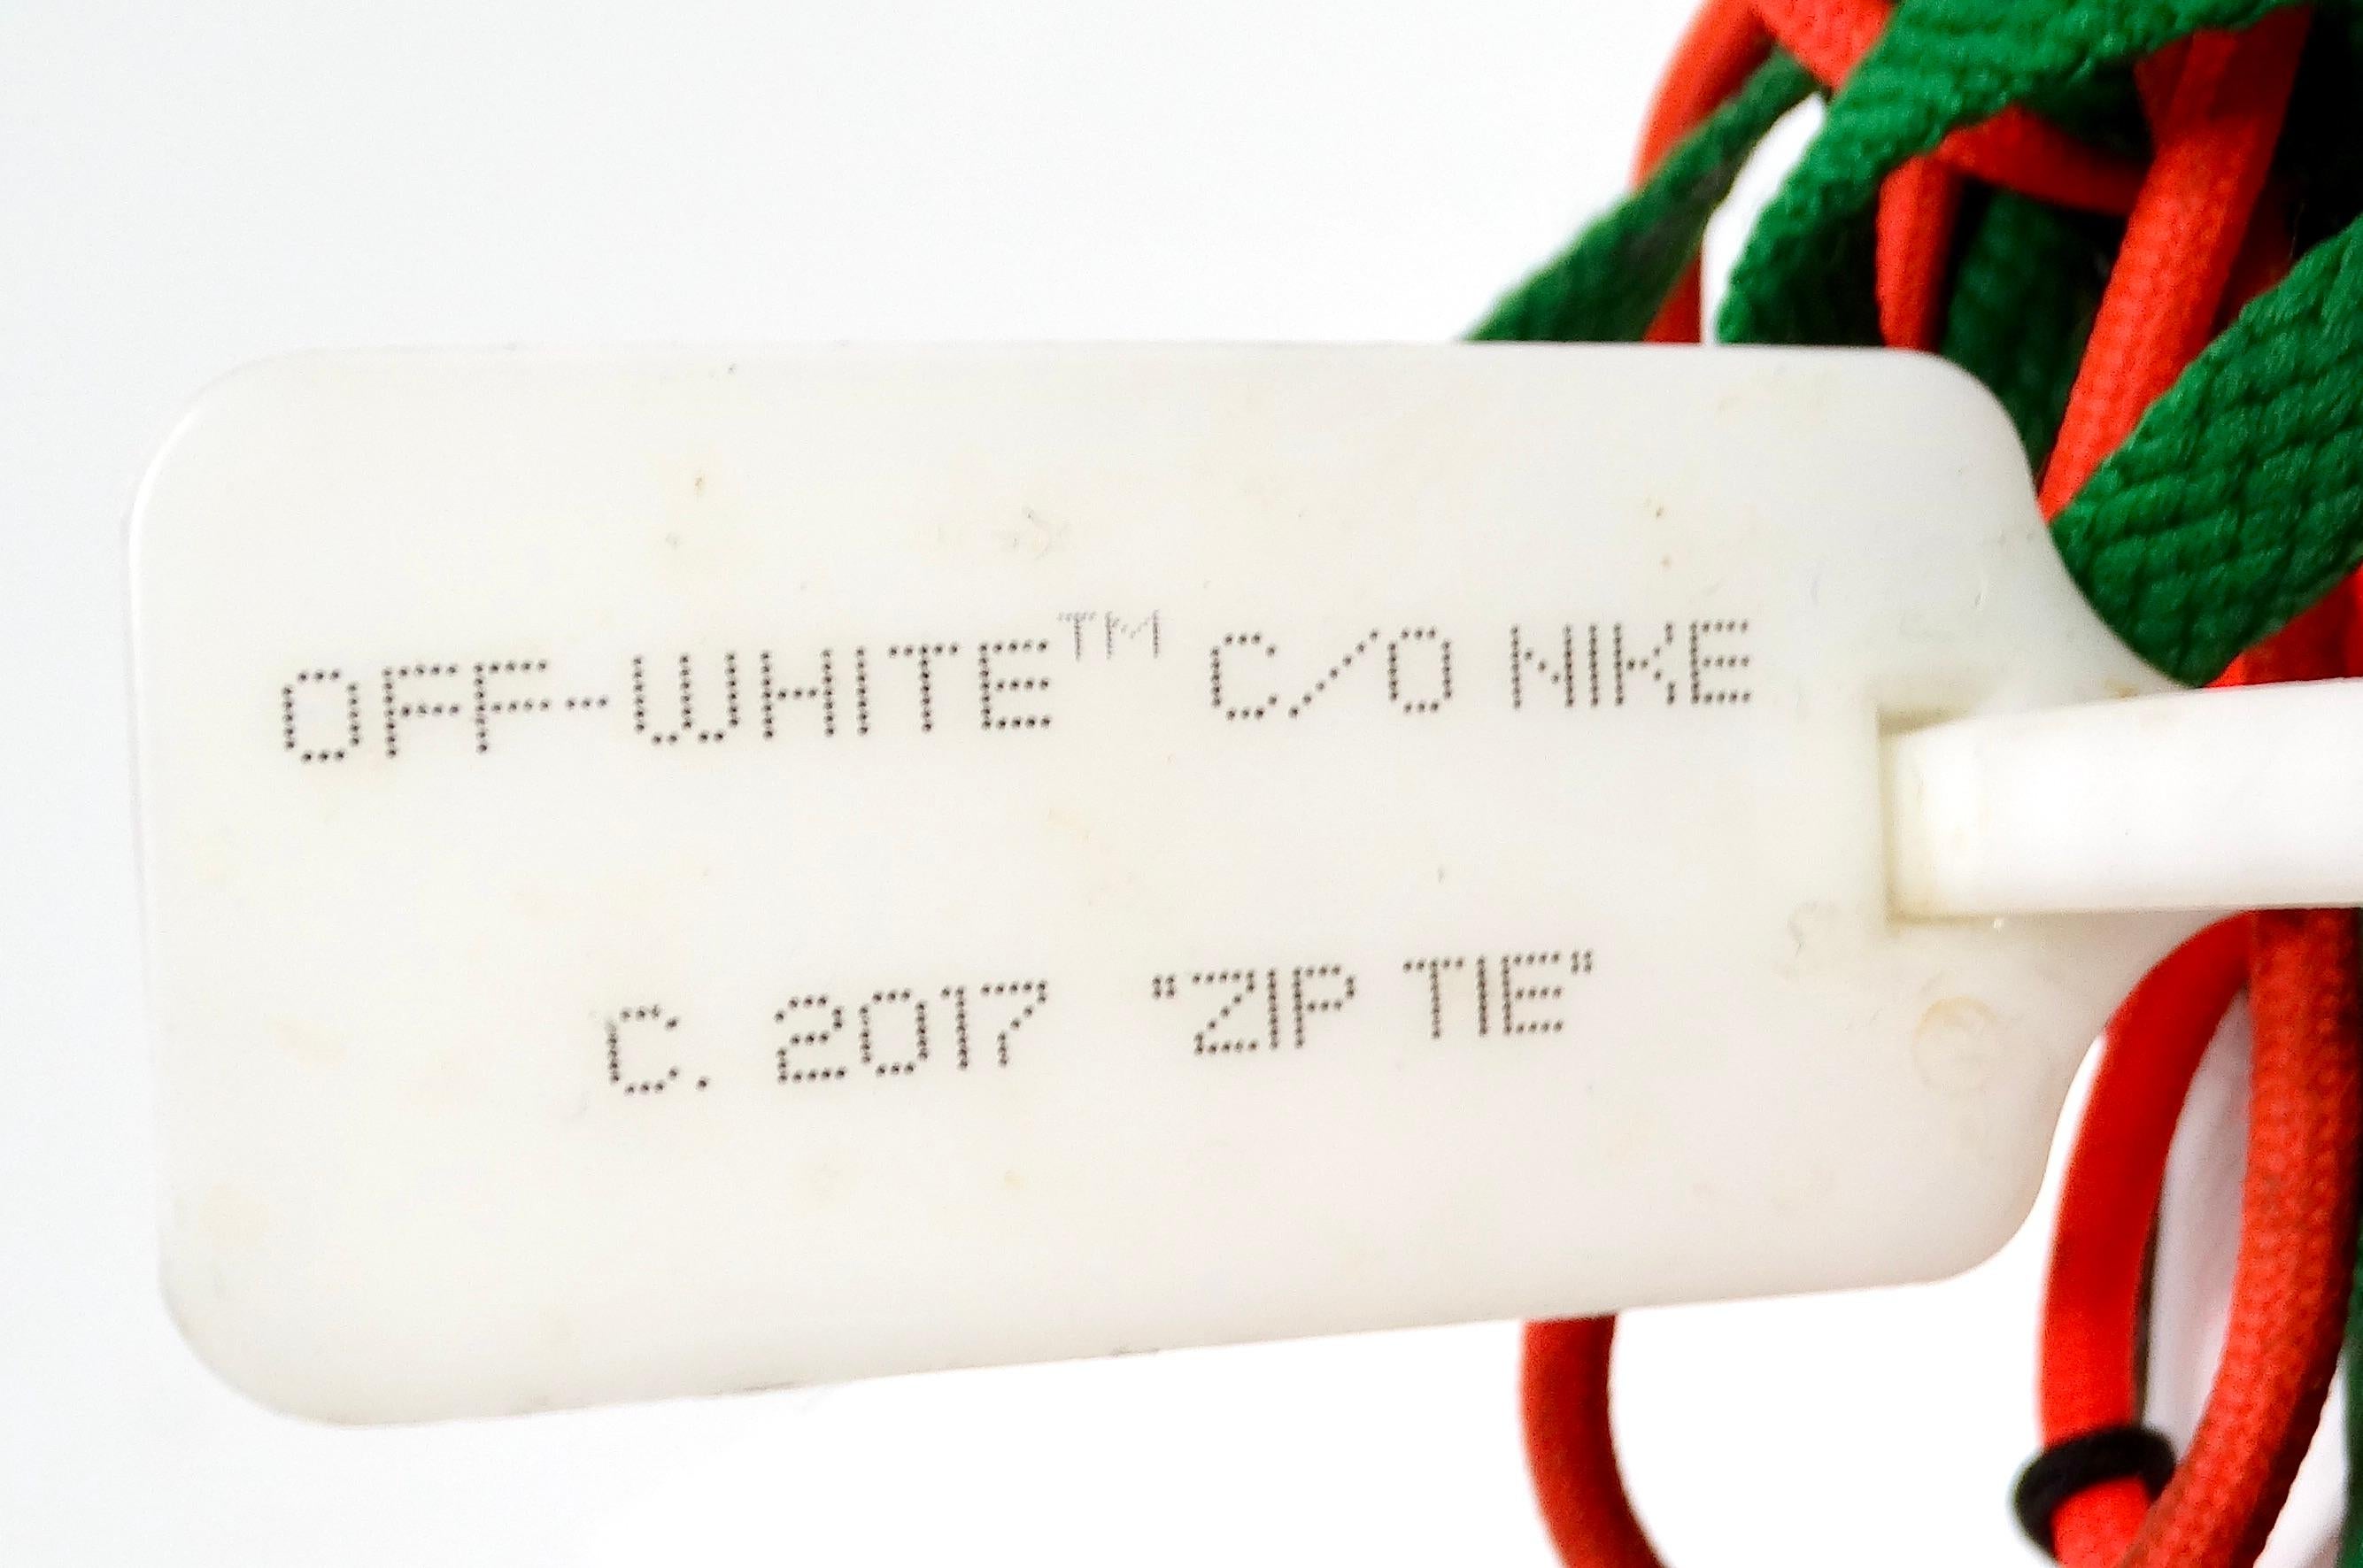 OFF-WHITE™ C/O NIKE
C. 2017 "ZIP TIE"